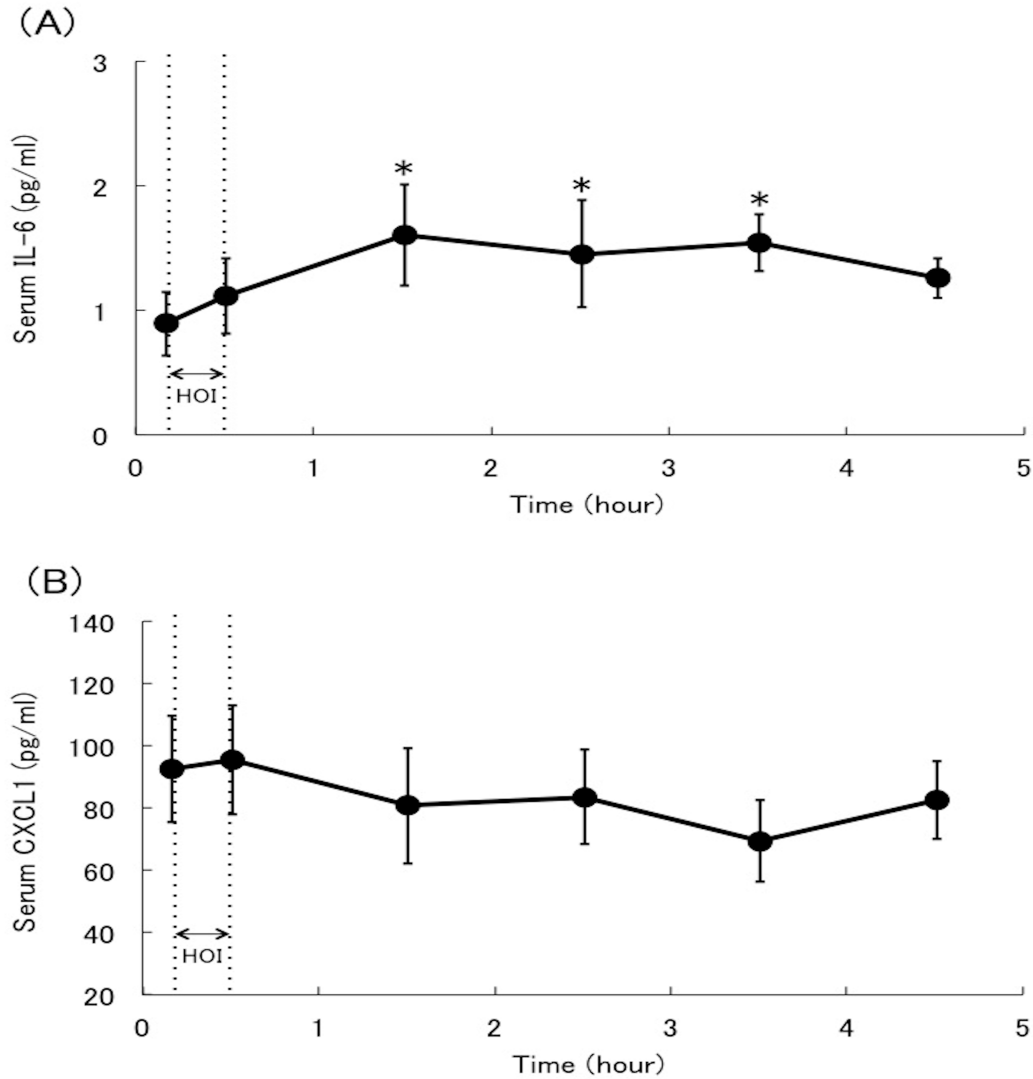 (A)
3
2
1
0
Serum IL-6 (pg/ml)
* * *
HOI
0 1 2 3 4 5
Time (hour)
(B)
140
120
100
80
60
40
20
Serum CXCL1 (pg/ml)
HOI
0 1 2 3 4 5
Time (hour)